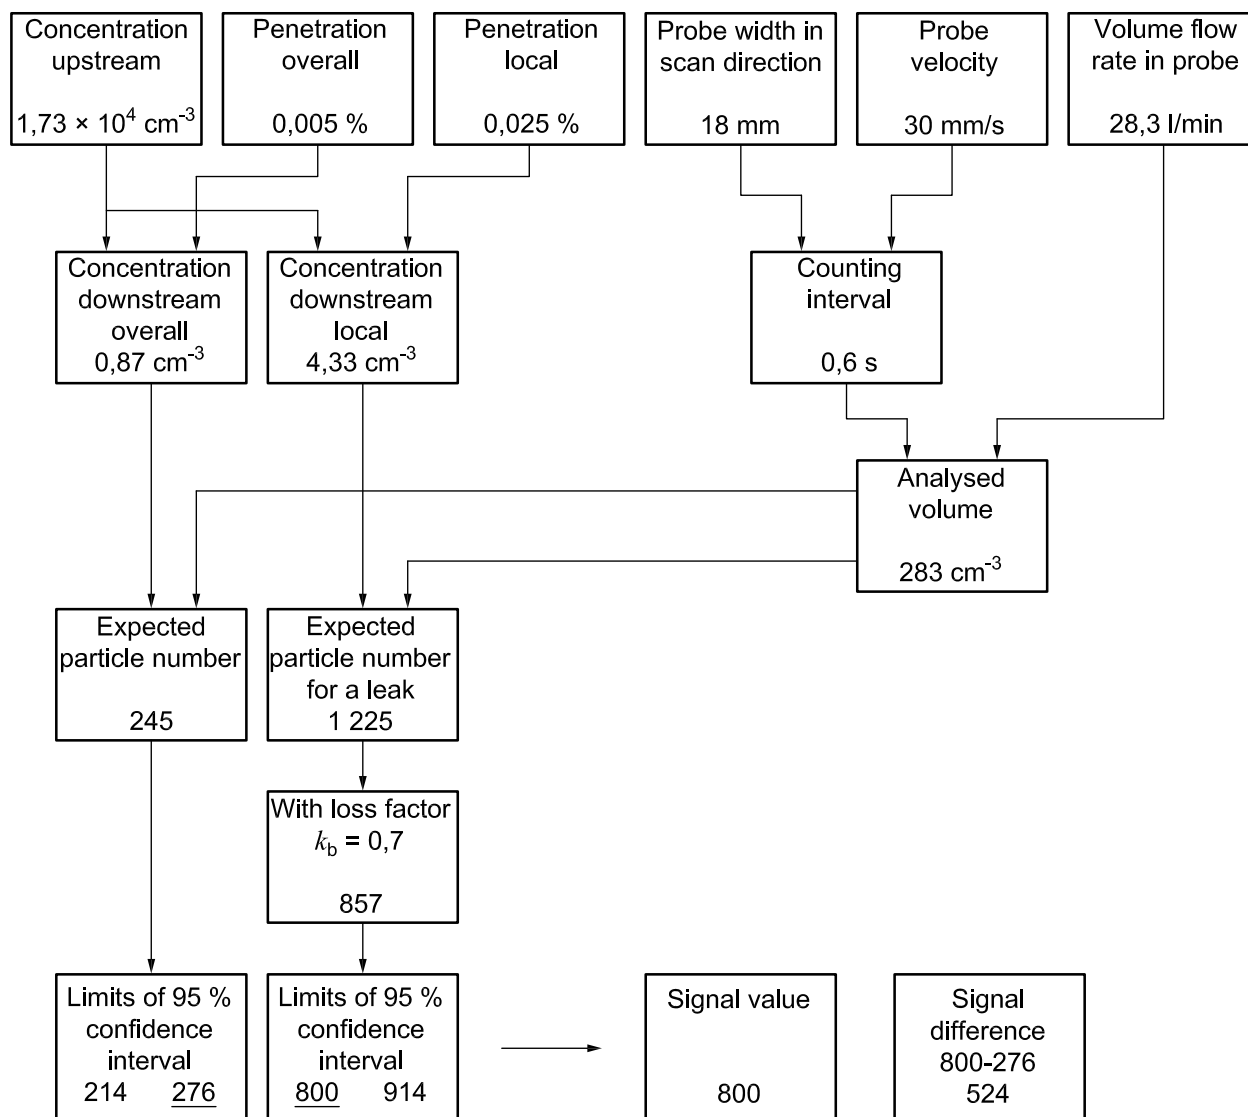 Concentration
upstream
1,73 × 10⁴ cm⁻³
Penetration
overall
0,005 %
Penetration
local
0,025 %
Probe width in
scan direction
18 mm
Probe
velocity
30 mm/s
Volume flow
rate in probe
28,3 l/min
Concentration
downstream
overall
0,87 cm⁻³
Concentration
downstream
local
4,33 cm⁻³
Counting
interval
0,6 s
Analysed
volume
283 cm⁻³
Expected
particle number
245
Expected
particle number
for a leak
1 225
With loss factor
k_b = 0,7
857
Limits of 95 %
confidence
interval
214 276
Limits of 95 %
confidence
interval
800 914
Signal value
800
Signal
difference
800-276
524